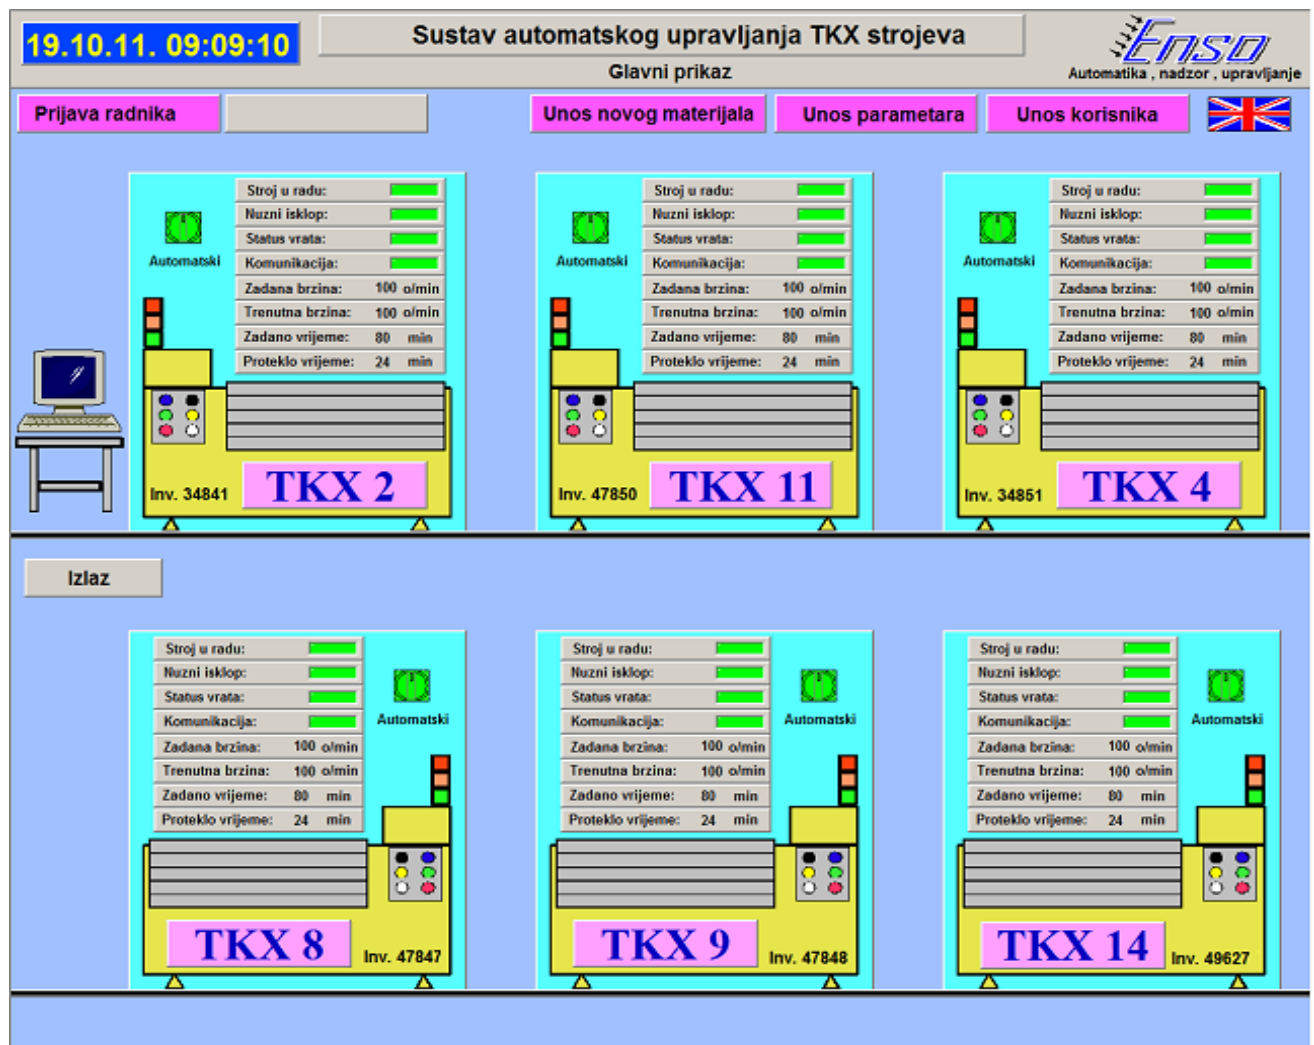 19.10.11. 09:09:10
Sustav automatskog upravljanja TKX strojeva
Glavni prikaz
Enso
Automatika , nadzor , upravljanje
Prijava radnika
Unos novog materijala
Unos parametara
Unos korisnika
Stroj u radu:
Nuzni isklop:
Status vrata:
Automatski
Komunikacija:
Zadana brzina: 100 o/min
Trenutna brzina: 100 o/min
Zadano vrijeme: 80 min
Proteklo vrijeme: 24 min
Inv. 34841
TKX 2
Stroj u radu:
Nuzni isklop:
Status vrata:
Automatski
Komunikacija:
Zadana brzina: 100 o/min
Trenutna brzina: 100 o/min
Zadano vrijeme: 80 min
Proteklo vrijeme: 24 min
Inv. 47850
TKX 11
Stroj u radu:
Nuzni isklop:
Status vrata:
Automatski
Komunikacija:
Zadana brzina: 100 o/min
Trenutna brzina: 100 o/min
Zadano vrijeme: 80 min
Proteklo vrijeme: 24 min
Inv. 34851
TKX 4
Izlaz
Stroj u radu:
Nuzni isklop:
Status vrata:
Komunikacija:
Automatski
Zadana brzina: 100 o/min
Trenutna brzina: 100 o/min
Zadano vrijeme: 80 min
Proteklo vrijeme: 24 min
TKX 8
Inv. 47847
Stroj u radu:
Nuzni isklop:
Status vrata:
Komunikacija:
Automatski
Zadana brzina: 100 o/min
Trenutna brzina: 100 o/min
Zadano vrijeme: 80 min
Proteklo vrijeme: 24 min
TKX 9
Inv. 47848
Stroj u radu:
Nuzni isklop:
Status vrata:
Komunikacija:
Automatski
Zadana brzina: 100 o/min
Trenutna brzina: 100 o/min
Zadano vrijeme: 80 min
Proteklo vrijeme: 24 min
TKX 14
Inv. 49627